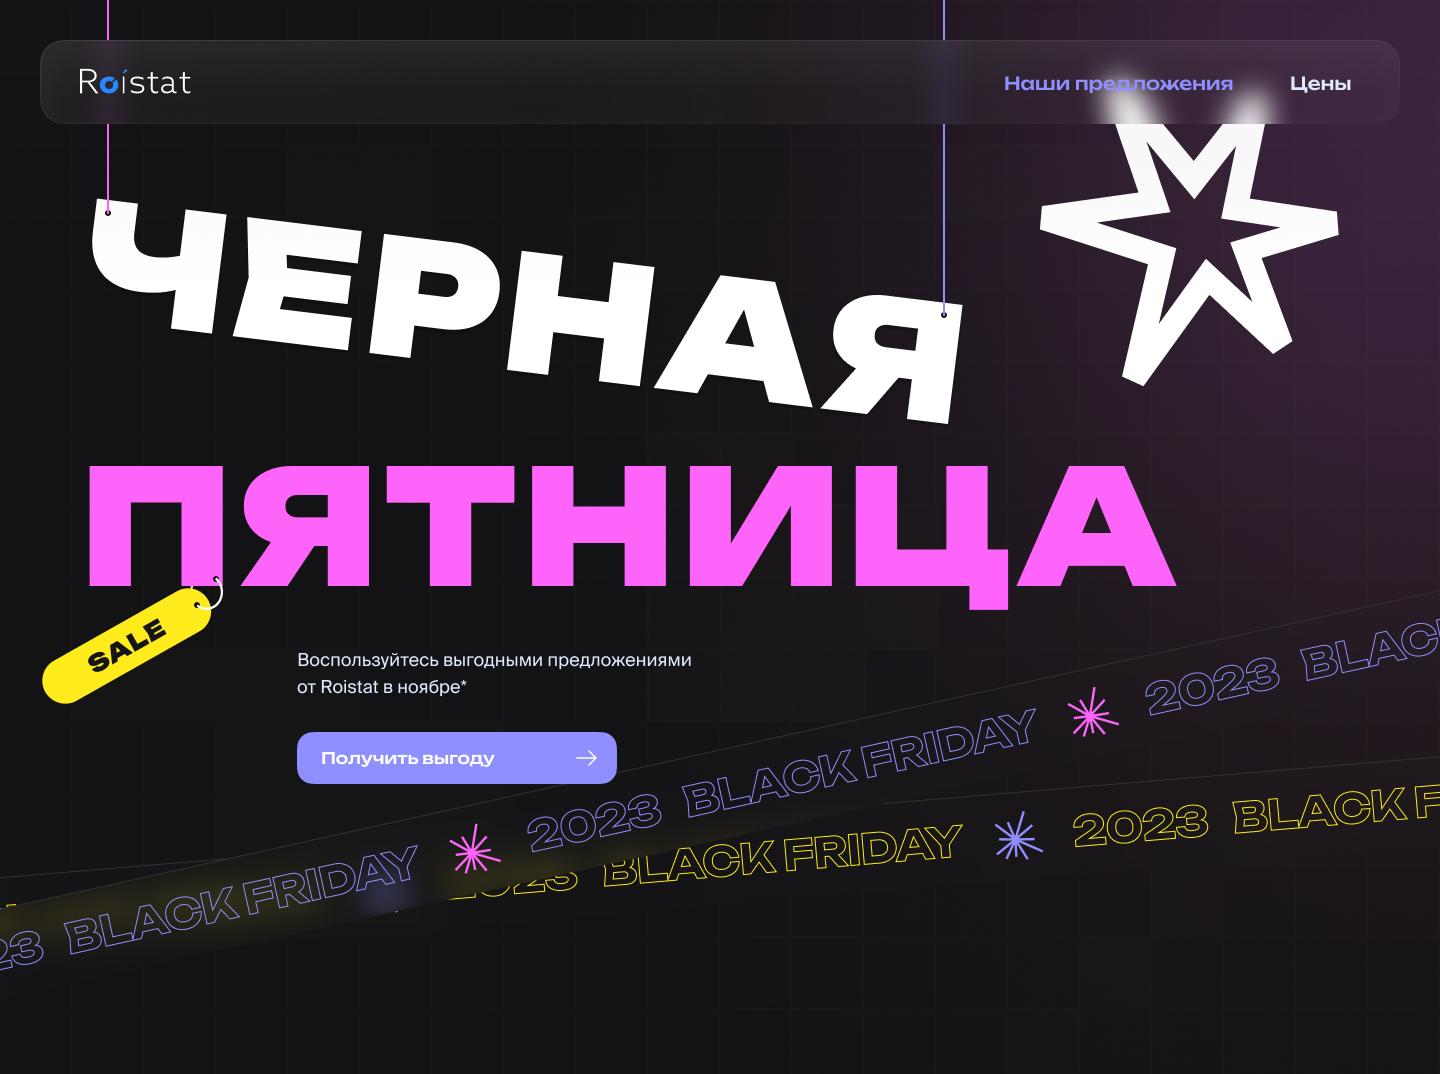 Roistat
Наши предложения
Цены
ЧЕРНАЯ
ПЯТНИЦА
SALE
Воспользуйтесь выгодными предложениями
от Roistat в ноябре*
Получить выгоду
23 BLACK FRIDAY 2023 BLACK FRIDAY 2023 BLAC
2023 BLACK FRIDAY 2023 BLACK F